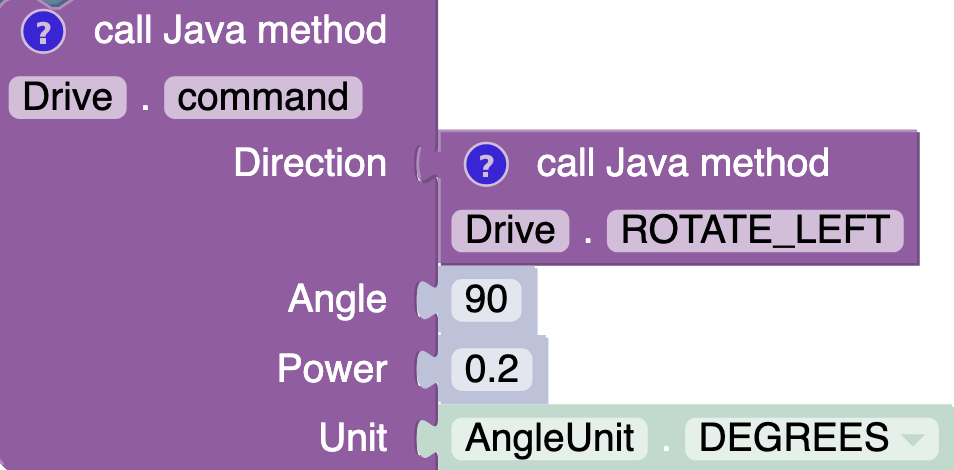 ? call Java method
Drive . command
Direction ? call Java method
Drive . ROTATE_LEFT
Angle 90
Power 0.2
Unit AngleUnit . DEGREES